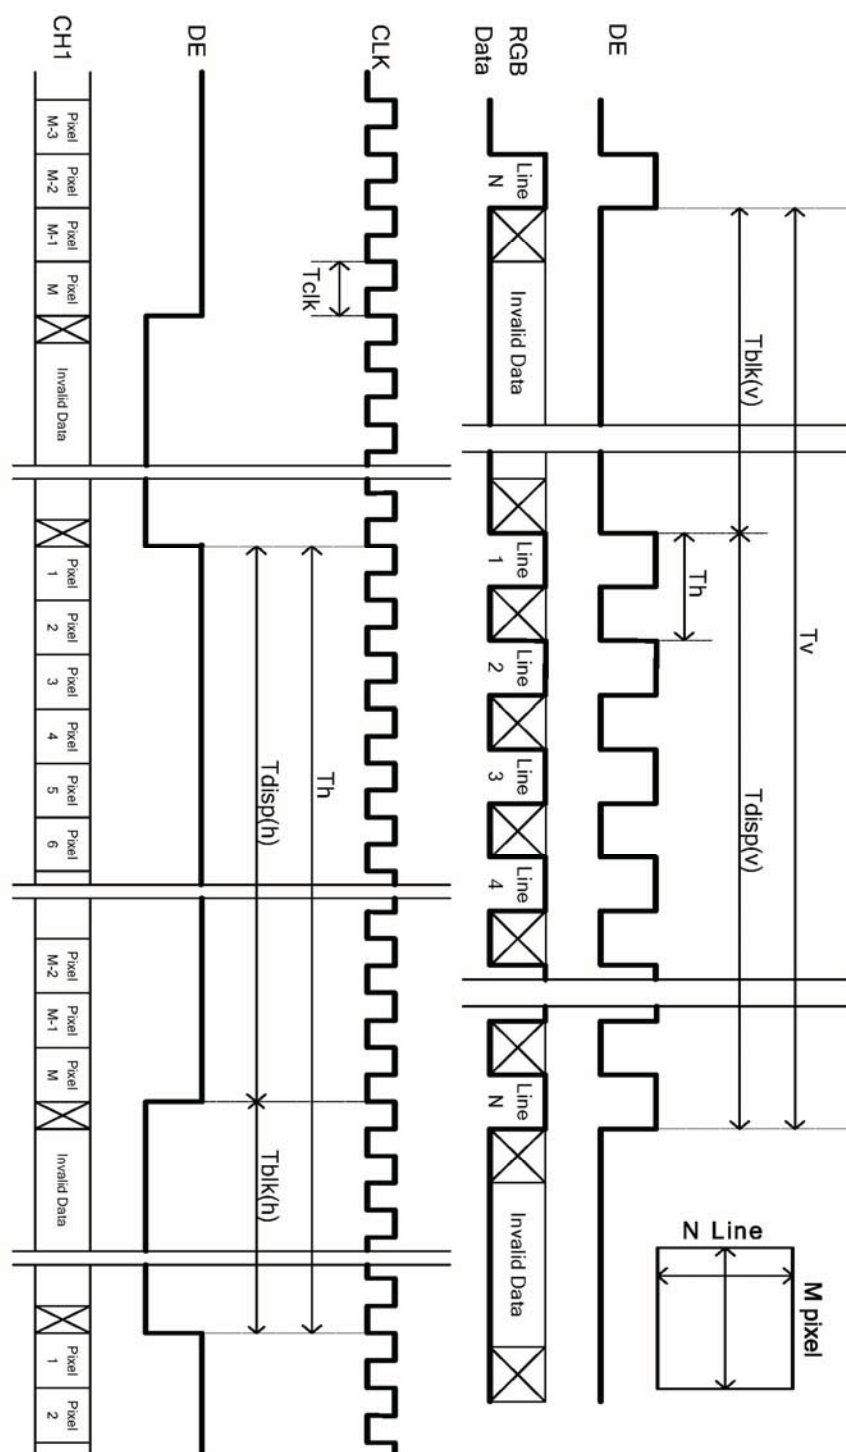 DE
Tv
Tblk(v)
Tdisp(v)
Th
RGB
Data
Line
N
Invalid Data
Line
1
Line
2
Line
3
Line
4
Line
N
Invalid Data
N Line
M pixel
CLK
Tclk
DE
Th
Tdisp(h)
Tblk(h)
CH1
Pixel
M-3
Pixel
M-2
Pixel
M-1
Pixel
M
Invalid Data
Pixel
1
Pixel
2
Pixel
3
Pixel
4
Pixel
5
Pixel
6
Pixel
M-2
Pixel
M-1
Pixel
M
Invalid Data
Pixel
1
Pixel
2